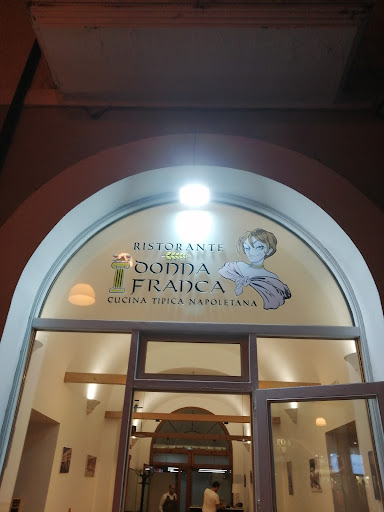 RISTORANTE
DONNA
FRANCA
CUCINA TIPICA NAPOLETANA